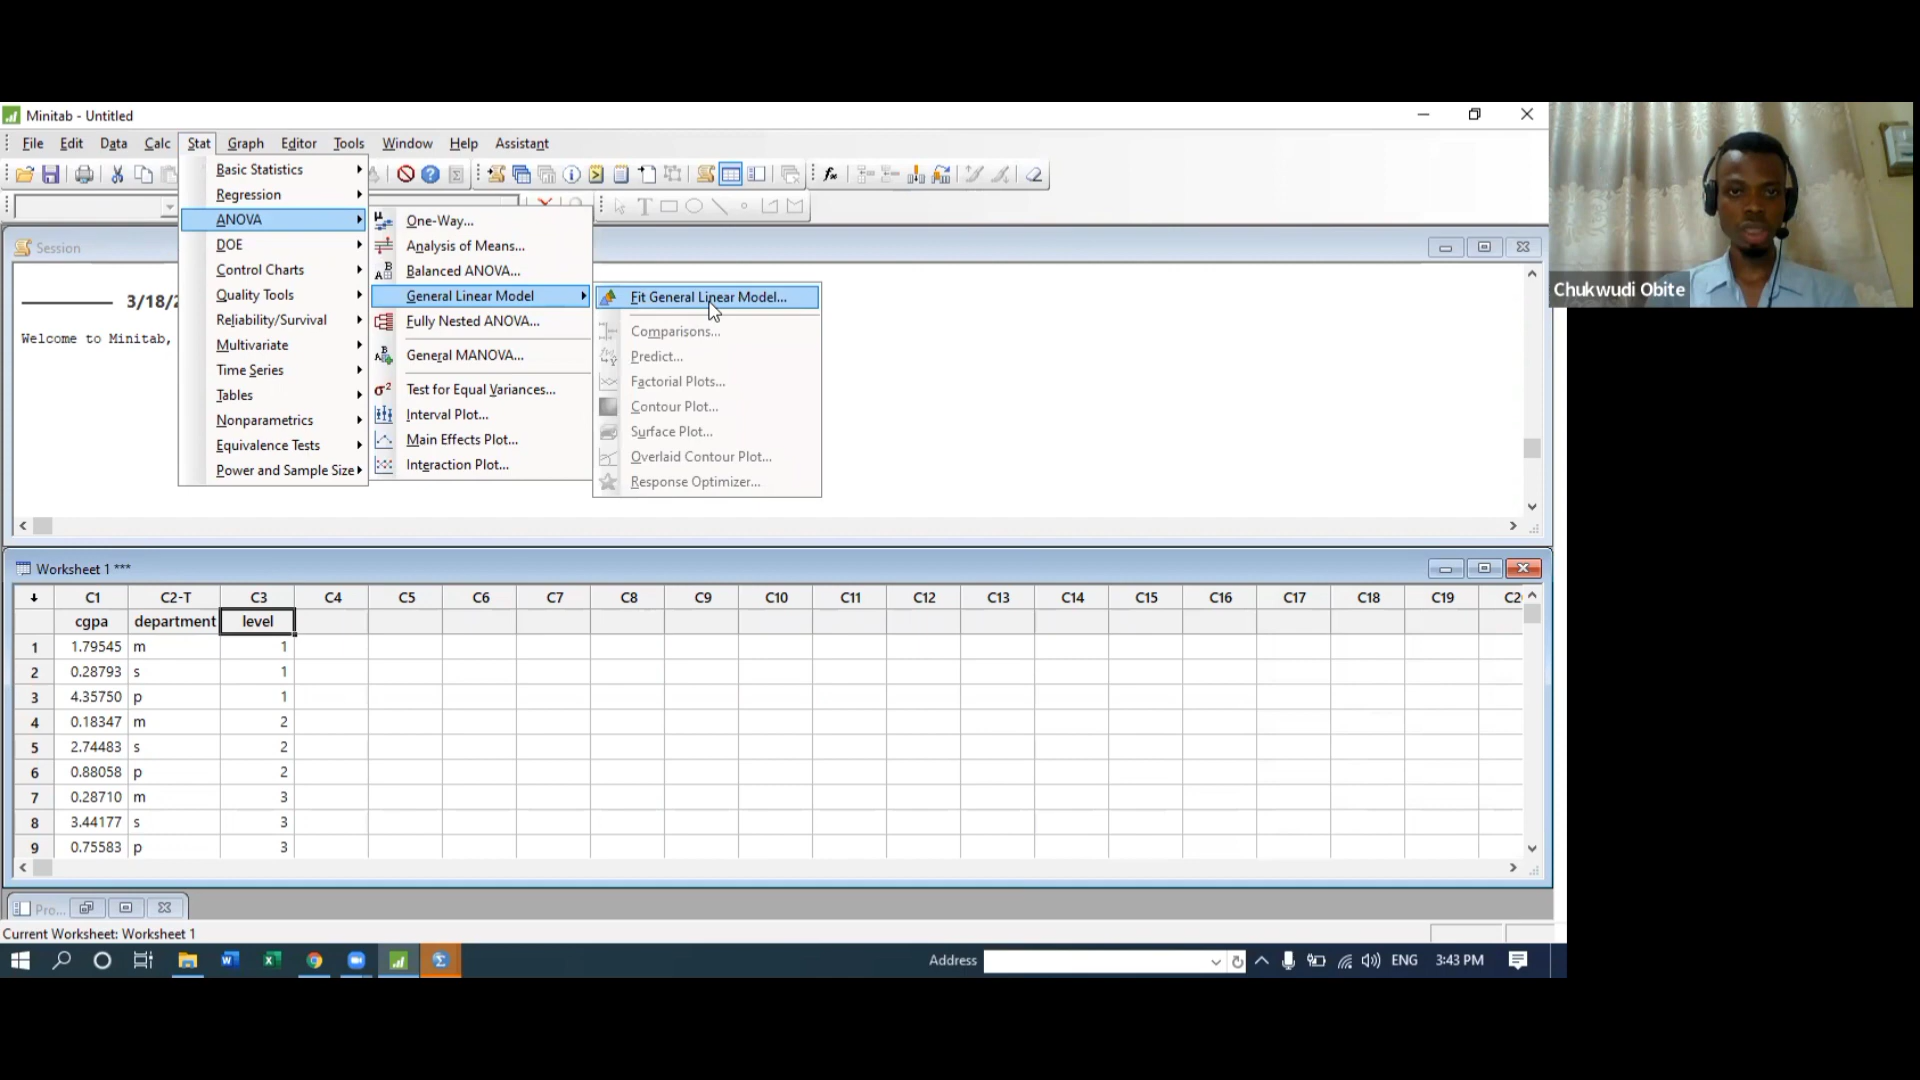 Minitab - Untitled
File Edit Data Calc Stat Graph Editor Tools Window Help Assistant
Basic Statistics
Regression
ANOVA
DOE
Control Charts
Quality Tools
Reliability/Survival
Multivariate
Time Series
Tables
Nonparametrics
Equivalence Tests
Power and Sample Size
One-Way...
Analysis of Means...
Balanced ANOVA...
General Linear Model
Fully Nested ANOVA...
General MANOVA...
Test for Equal Variances...
Interval Plot...
Main Effects Plot...
Interaction Plot...
Fit General Linear Model...
Comparisons...
Predict...
Factorial Plots...
Contour Plot...
Surface Plot...
Overlaid Contour Plot...
Response Optimizer...
Session
3/18/2
Welcome to Minitab,
Chukwudi Obite
Worksheet 1 ***
C1 C2-T C3 C4 C5 C6 C7 C8 C9 C10 C11 C12 C13 C14 C15 C16 C17 C18 C19 C2
cgpa department level
1 1.79545 m 1
2 0.28793 s 1
3 4.35750 p 1
4 0.18347 m 2
5 2.74483 s 2
6 0.88058 p 2
7 0.28710 m 3
8 3.44177 s 3
9 0.75583 p 3
Pro...
Current Worksheet: Worksheet 1
Address
ENG
3:43 PM